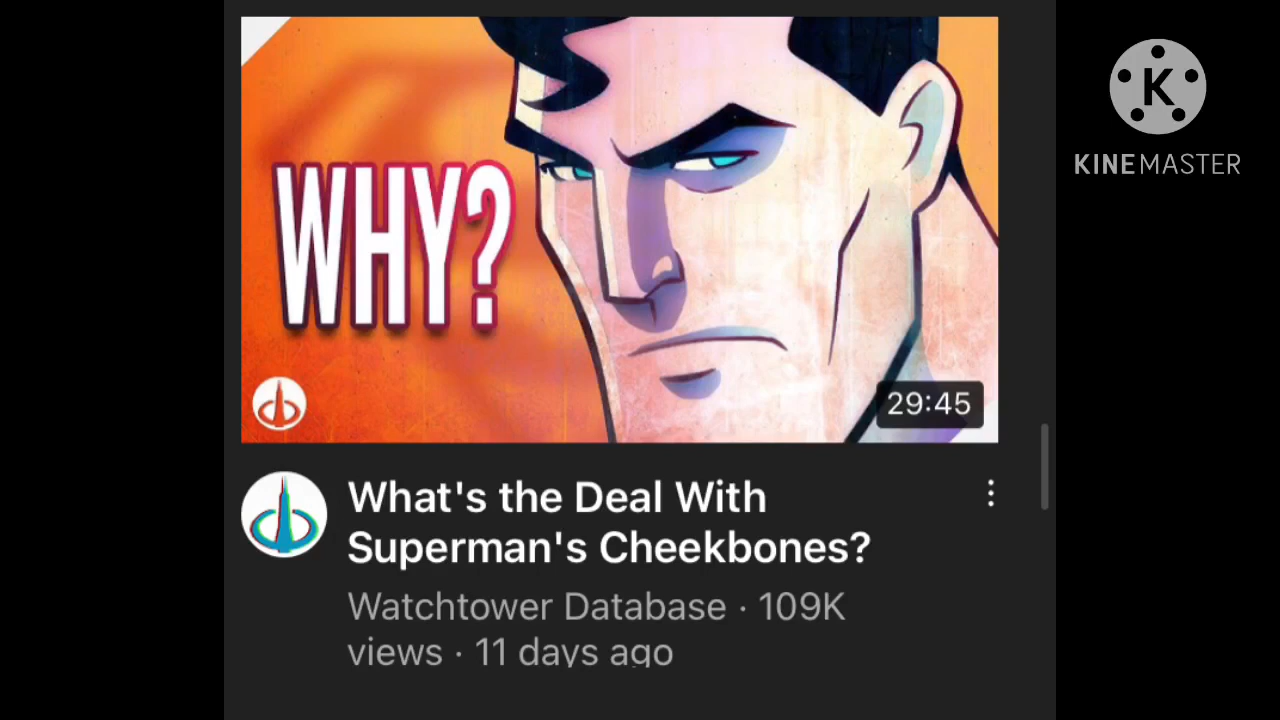 WHY?
29:45
What's the Deal With
Superman's Cheekbones?
Watchtower Database · 109K
views · 11 days ago
K
KINEMASTER